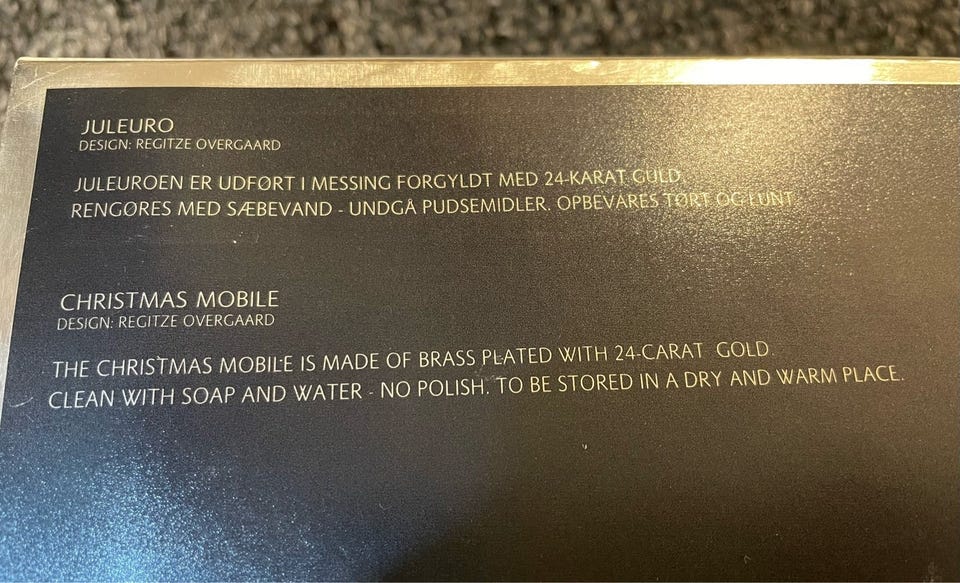 JULEURO
DESIGN: REGITZE OVERGAARD
JULEUROEN ER UDFØRT I MESSING FORGYLDT MED 24-KARAT GULD.
RENGØRES MED SÆBEVAND - UNDGÅ PUDSEMIDLER. OPBEVARES TØRT OG LUNT.
CHRISTMAS MOBILE
DESIGN: REGITZE OVERGAARD
THE CHRISTMAS MOBILE IS MADE OF BRASS PLATED WITH 24-CARAT GOLD.
CLEAN WITH SOAP AND WATER - NO POLISH. TO BE STORED IN A DRY AND WARM PLACE.